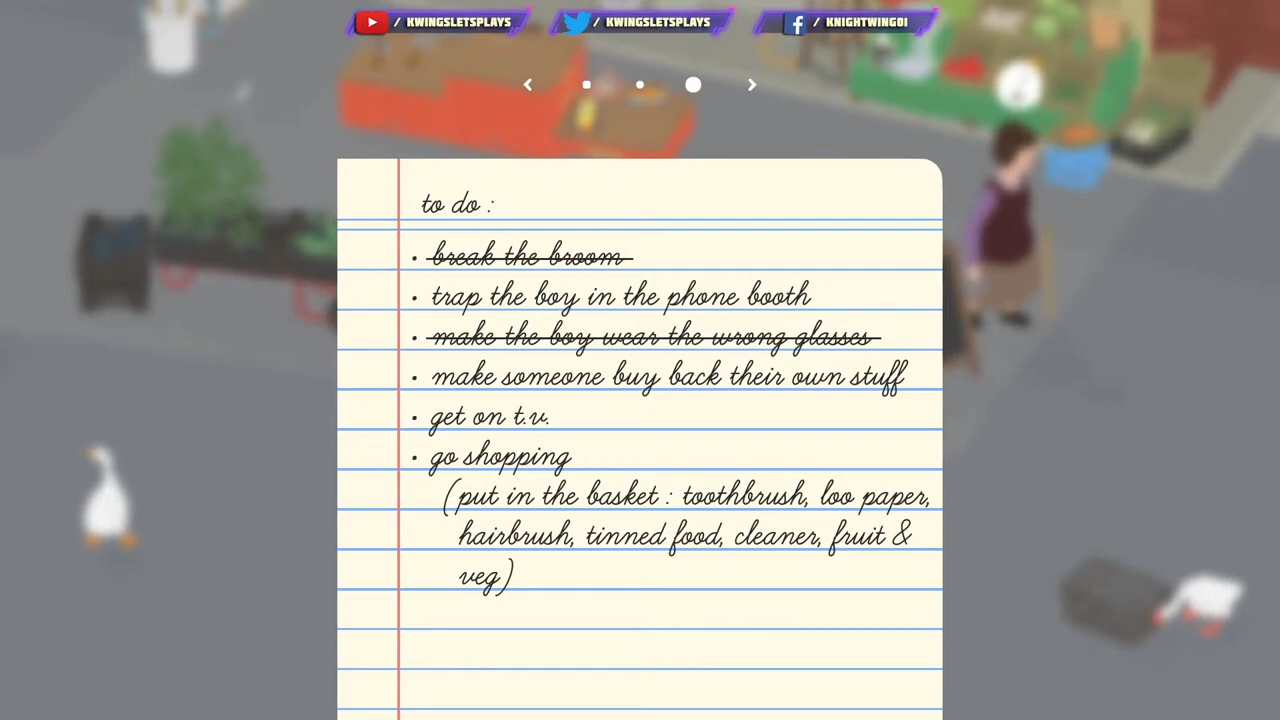 / KWINGSLETSPLAYS / KWINGSLETSPLAYS / KNIGHTWING01
to do :
• break the broom
• trap the boy in the phone booth
• make the boy wear the wrong glasses
• make someone buy back their own stuff
• get on t.v.
• go shopping
(put in the basket : toothbrush, loo paper,
hairbrush, tinned food, cleaner, fruit &
veg)